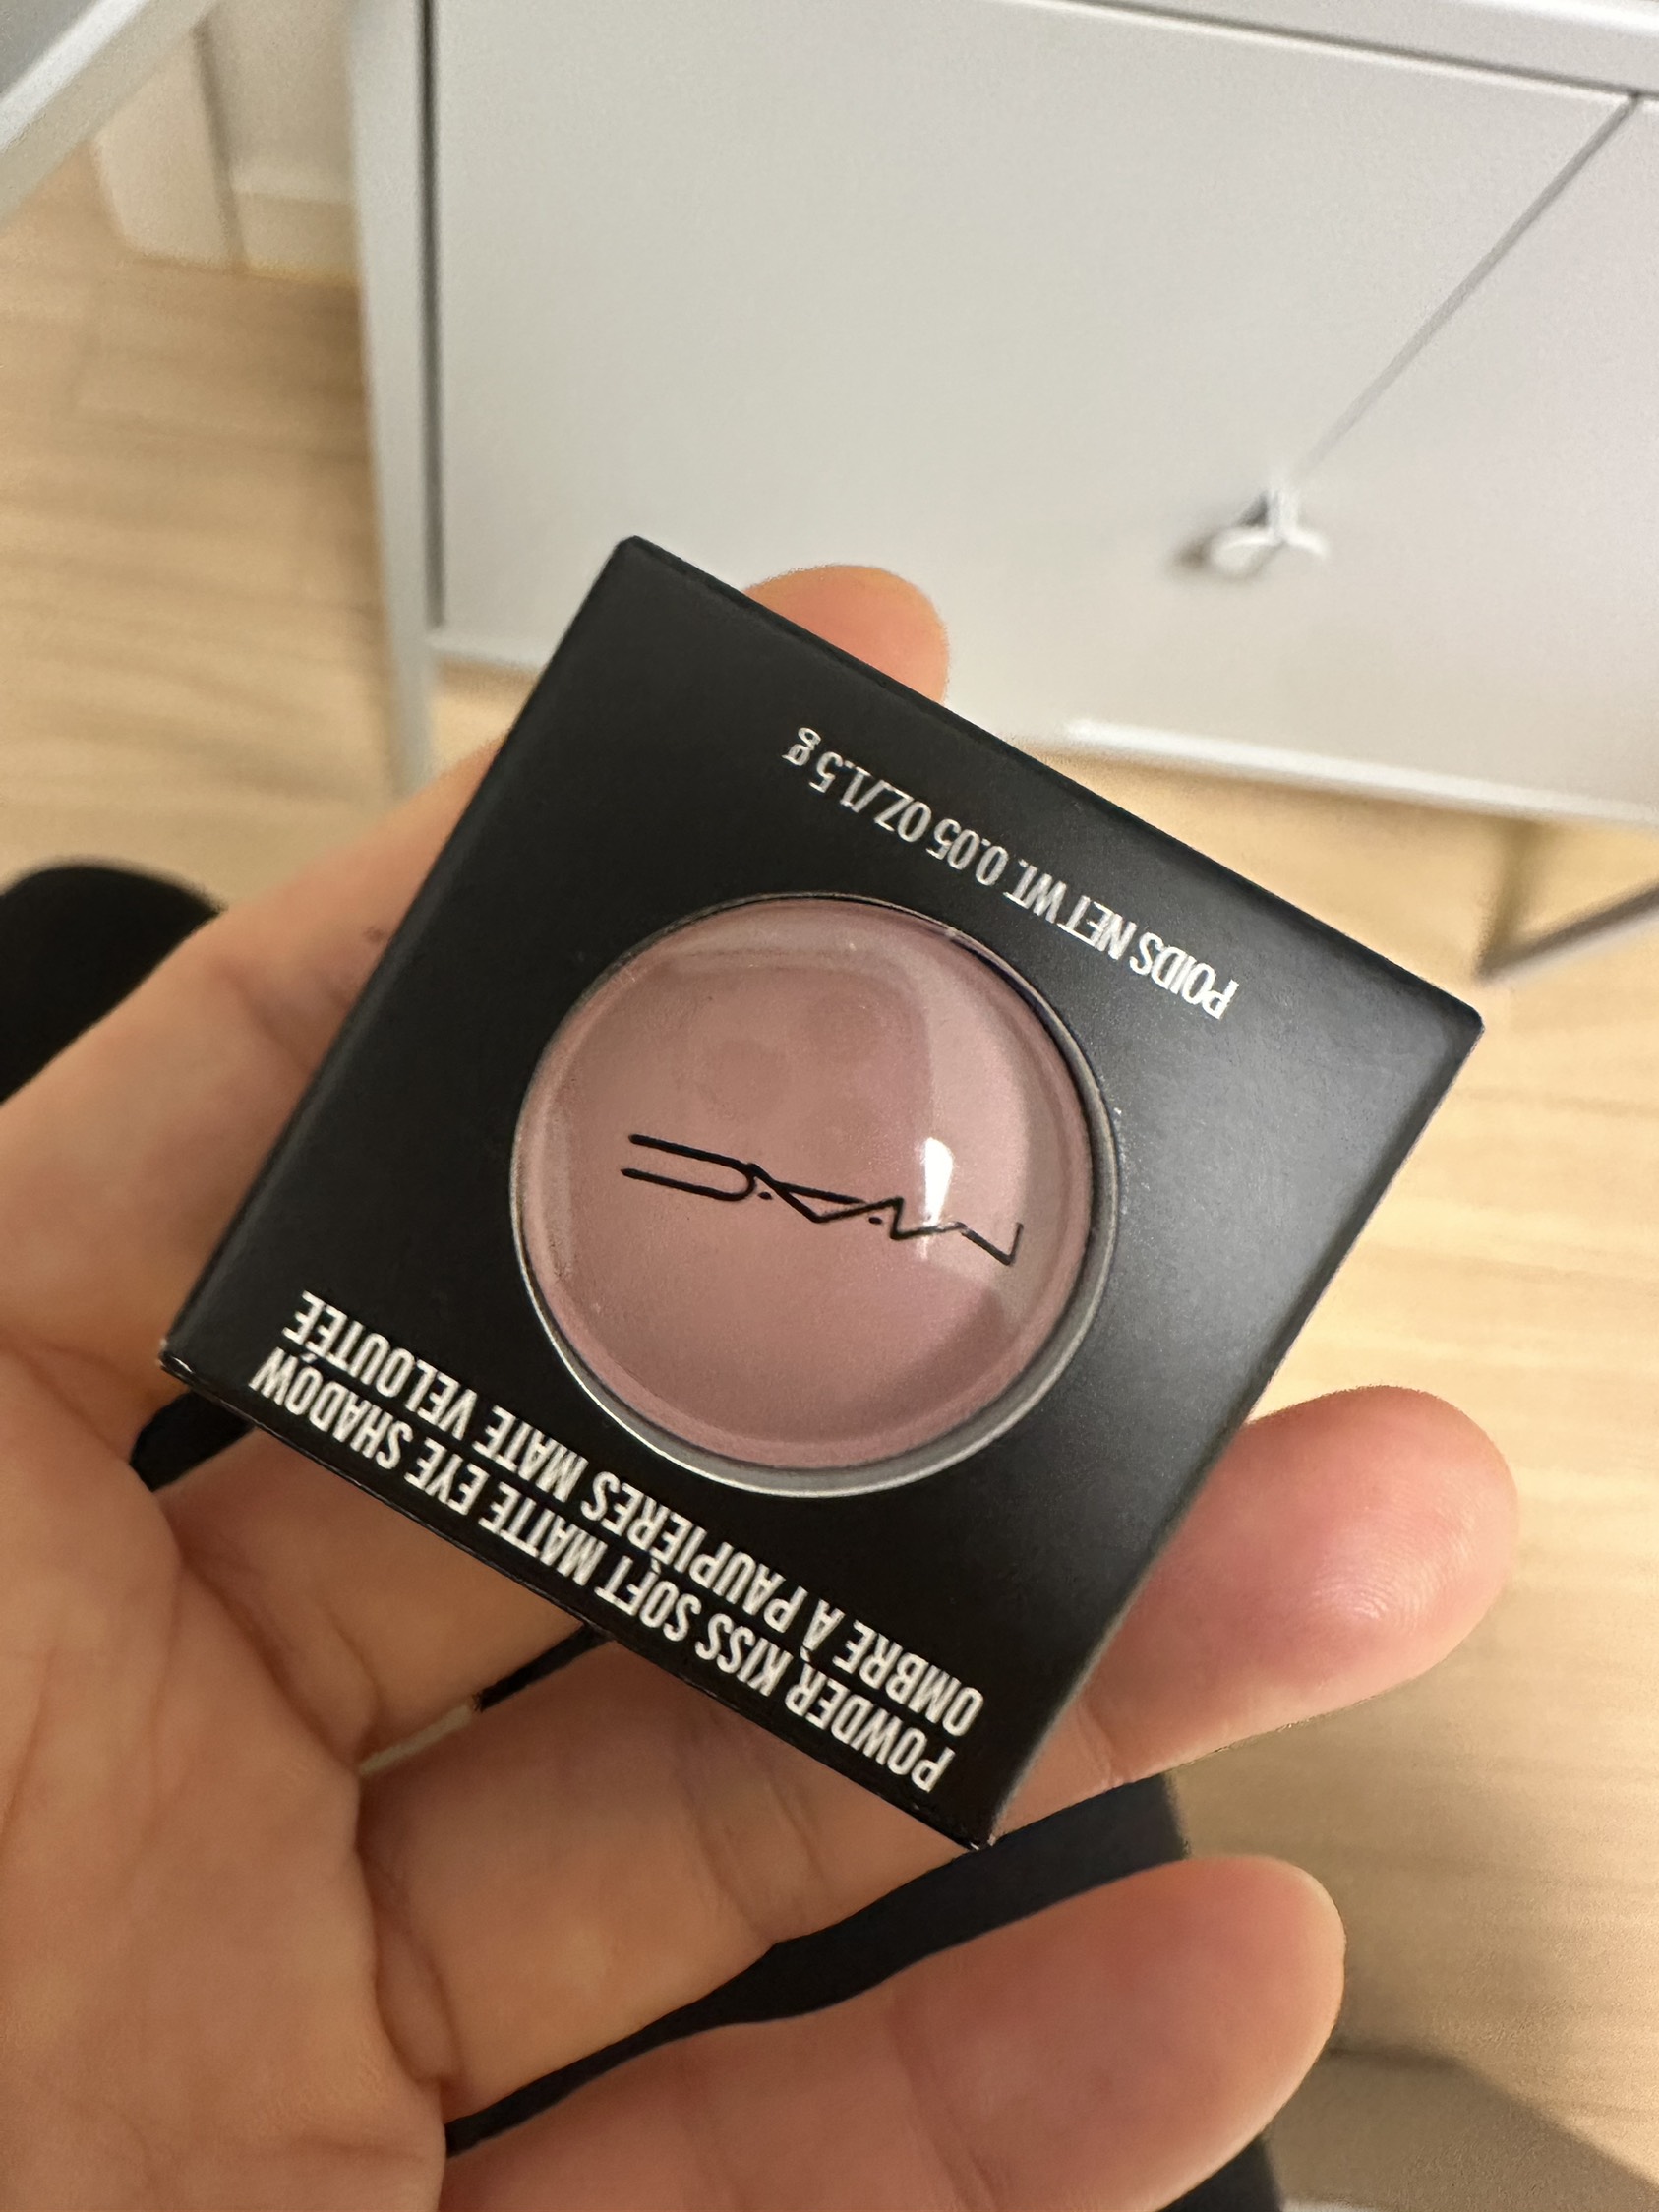 POWDER KISS SOFT MATTE EYE SHADOW
OMBRE À PAUPIÈRES MATE VELOUTÉE
M·A·C
POIDS NET WT. 0.05 OZ/1.5 g